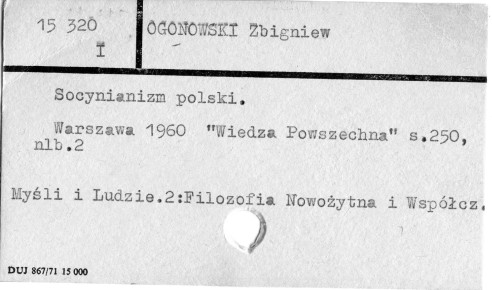 15 320
I
OGONOWSKI Zbigniew
Socynianizm polski.
Warszawa 1960 "Wiedza Powszechna" s.250,
nlb.2
Myśli i Ludzie.2:Filozofia Nowożytna i Współcz.
DUJ 867/71 15 000